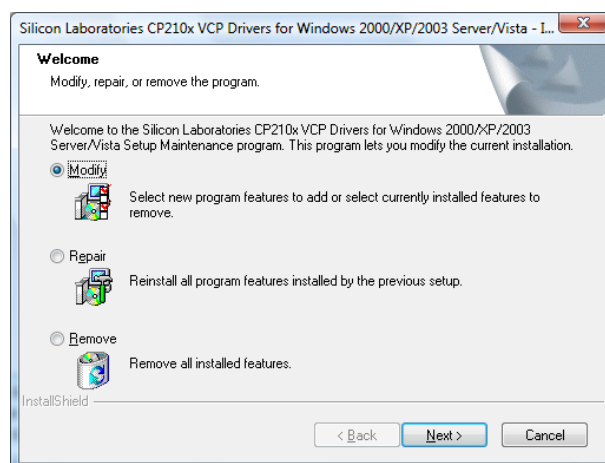 Silicon Laboratories CP210x VCP Drivers for Windows 2000/XP/2003 Server/Vista - I...
Welcome
Modify, repair, or remove the program.
Welcome to the Silicon Laboratories CP210x VCP Drivers for Windows 2000/XP/2003
Server/Vista Setup Maintenance program. This program lets you modify the current installation.
Modify
Select new program features to add or select currently installed features to
remove.
Repair
Reinstall all program features installed by the previous setup.
Remove
Remove all installed features.
InstallShield
< Back
Next >
Cancel